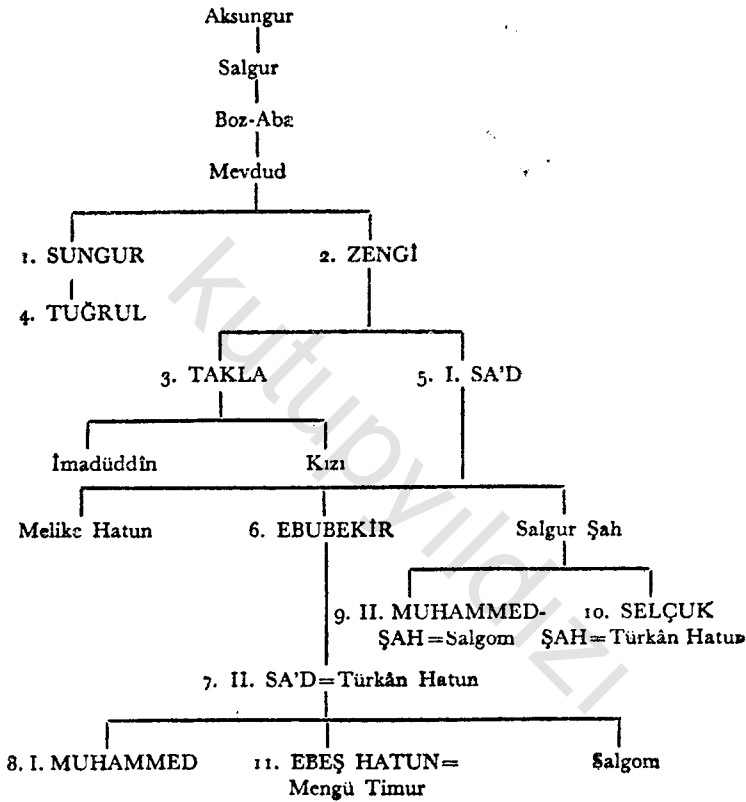 Aksungur
Salgur
Boz-Aba
Mevdud
1. SUNGUR
2. ZENGİ
4. TUĞRUL
3. TAKLA
5. I. SA'D
İmadüddîn
Kızı
Melike Hatun
6. EBUBEKİR
Salgur Şah
9. II. MUHAMMED-
ŞAH=Salgom
10. SELÇUK
ŞAH=Türkân Hatun
7. II. SA'D=Türkân Hatun
8. I. MUHAMMED
11. EBEŞ HATUN=
Mengü Timur
Salgom
kutupyıldızı